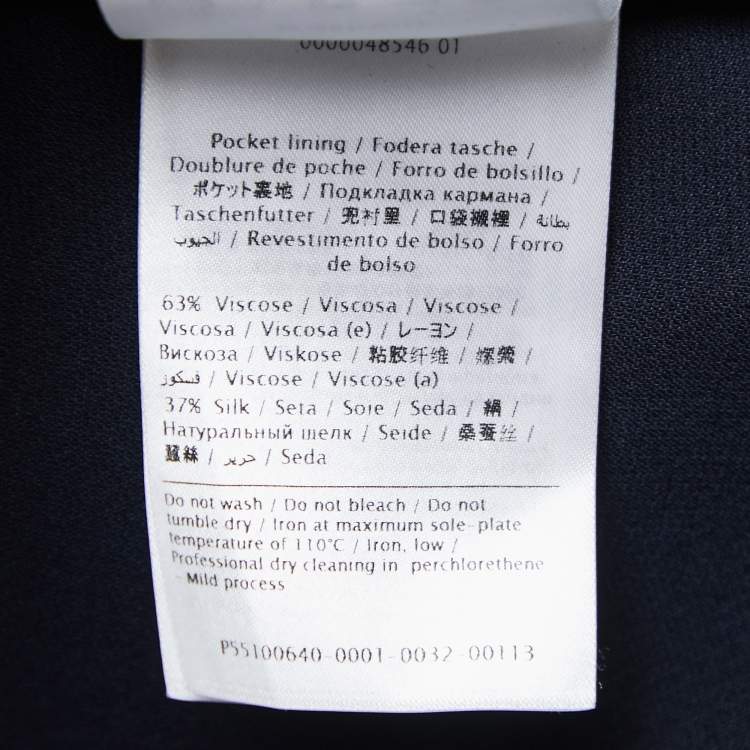 0000048546 01
Pocket lining / Fodera tasche /
Doublure de poche / Forro de bolsillo /
ポケット裏地 / Подкладка кармана /
Taschenfutter / 兜衬里 / 口袋襯裡 / بطانة
الجيوب / Revestimento de bolso / Forro
de bolso
63% Viscose / Viscosa / Viscose /
Viscosa / Viscosa (e) / レーヨン /
Вискоза / Viskose / 粘胶纤维 / 嫘縈 /
فسكوز / Viscose / Viscose (a)
37% Silk / Seta / Soie / Seda / 絹 /
Натуральный шелк / Seide / 桑蚕丝 /
蠶絲 / حرير / Seda
Do not wash / Do not bleach / Do not
tumble dry / Iron at maximum sole-plate
temperature of 110°C / Iron, low /
Professional dry cleaning in perchlorethene
- Mild process
P55100640-0001-0032-00113